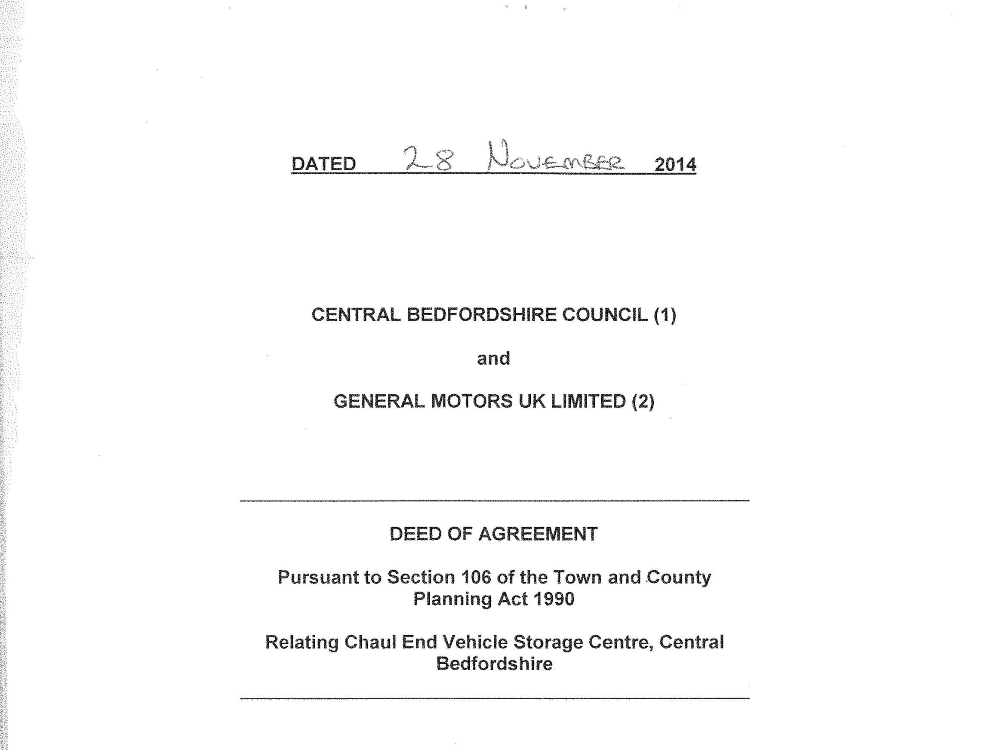 DATED 28 NOVEMBER 2014
CENTRAL BEDFORDSHIRE COUNCIL (1)
and
GENERAL MOTORS UK LIMITED (2)
DEED OF AGREEMENT
Pursuant to Section 106 of the Town and County
Planning Act 1990
Relating Chaul End Vehicle Storage Centre, Central
Bedfordshire